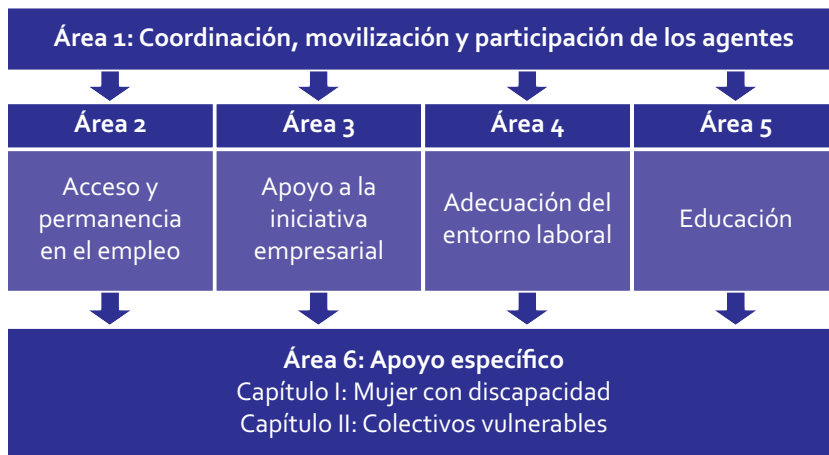 Área 1: Coordinación, movilización y participación de los agentes
Área 2
Área 3
Área 4
Área 5
Acceso y
permanencia
en el empleo
Apoyo a la
iniciativa
empresarial
Adecuación del
entorno laboral
Educación
Área 6: Apoyo específico
Capítulo I: Mujer con discapacidad
Capítulo II: Colectivos vulnerables